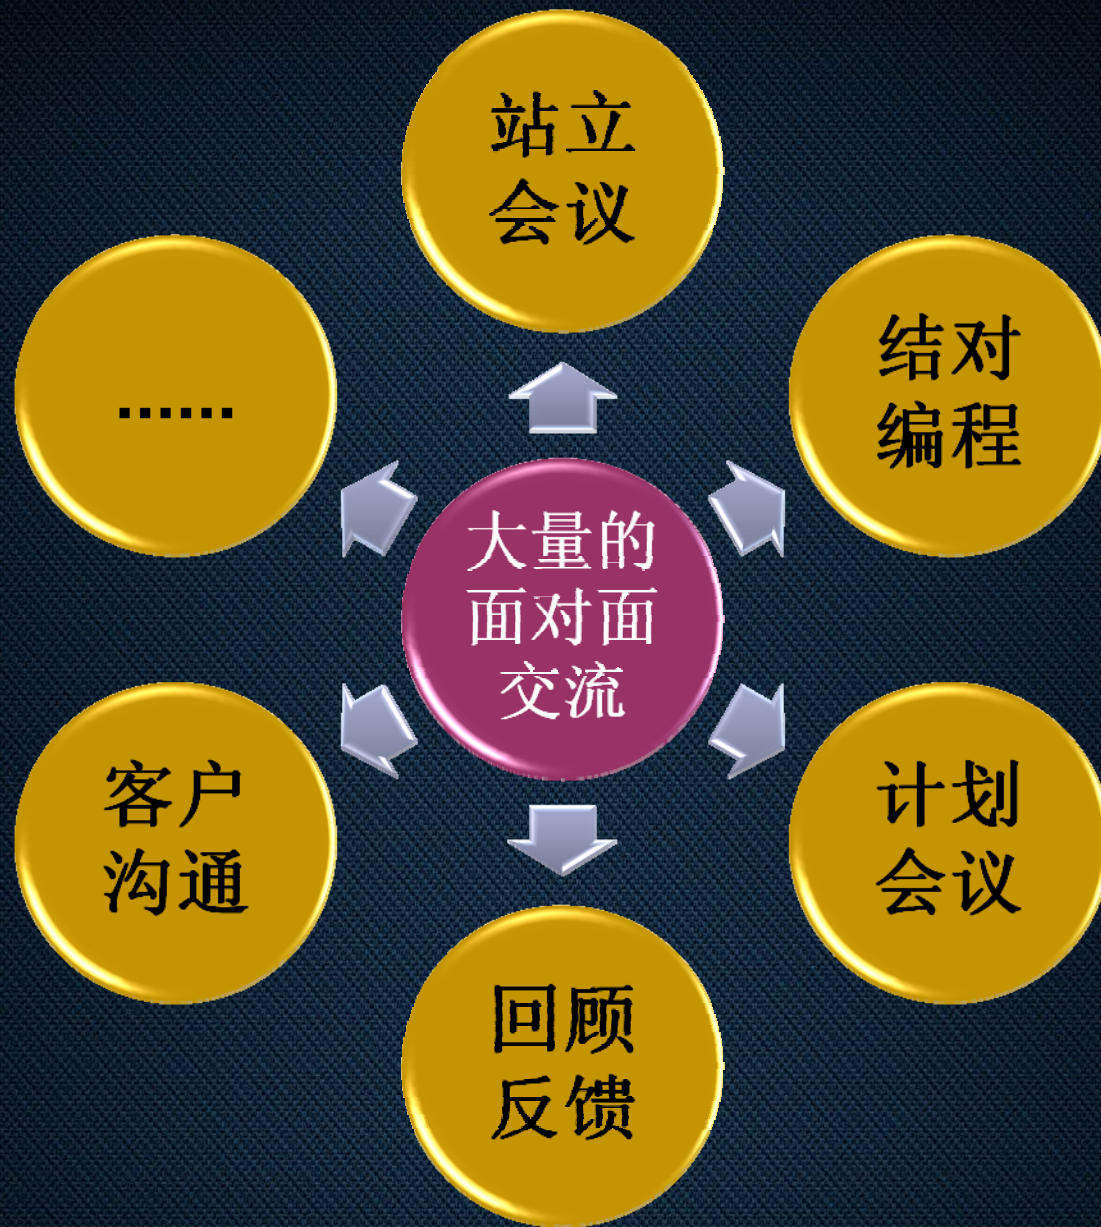 站立
会议
……
结对
编程
大量的
面对面
交流
客户
沟通
计划
会议
回顾
反馈